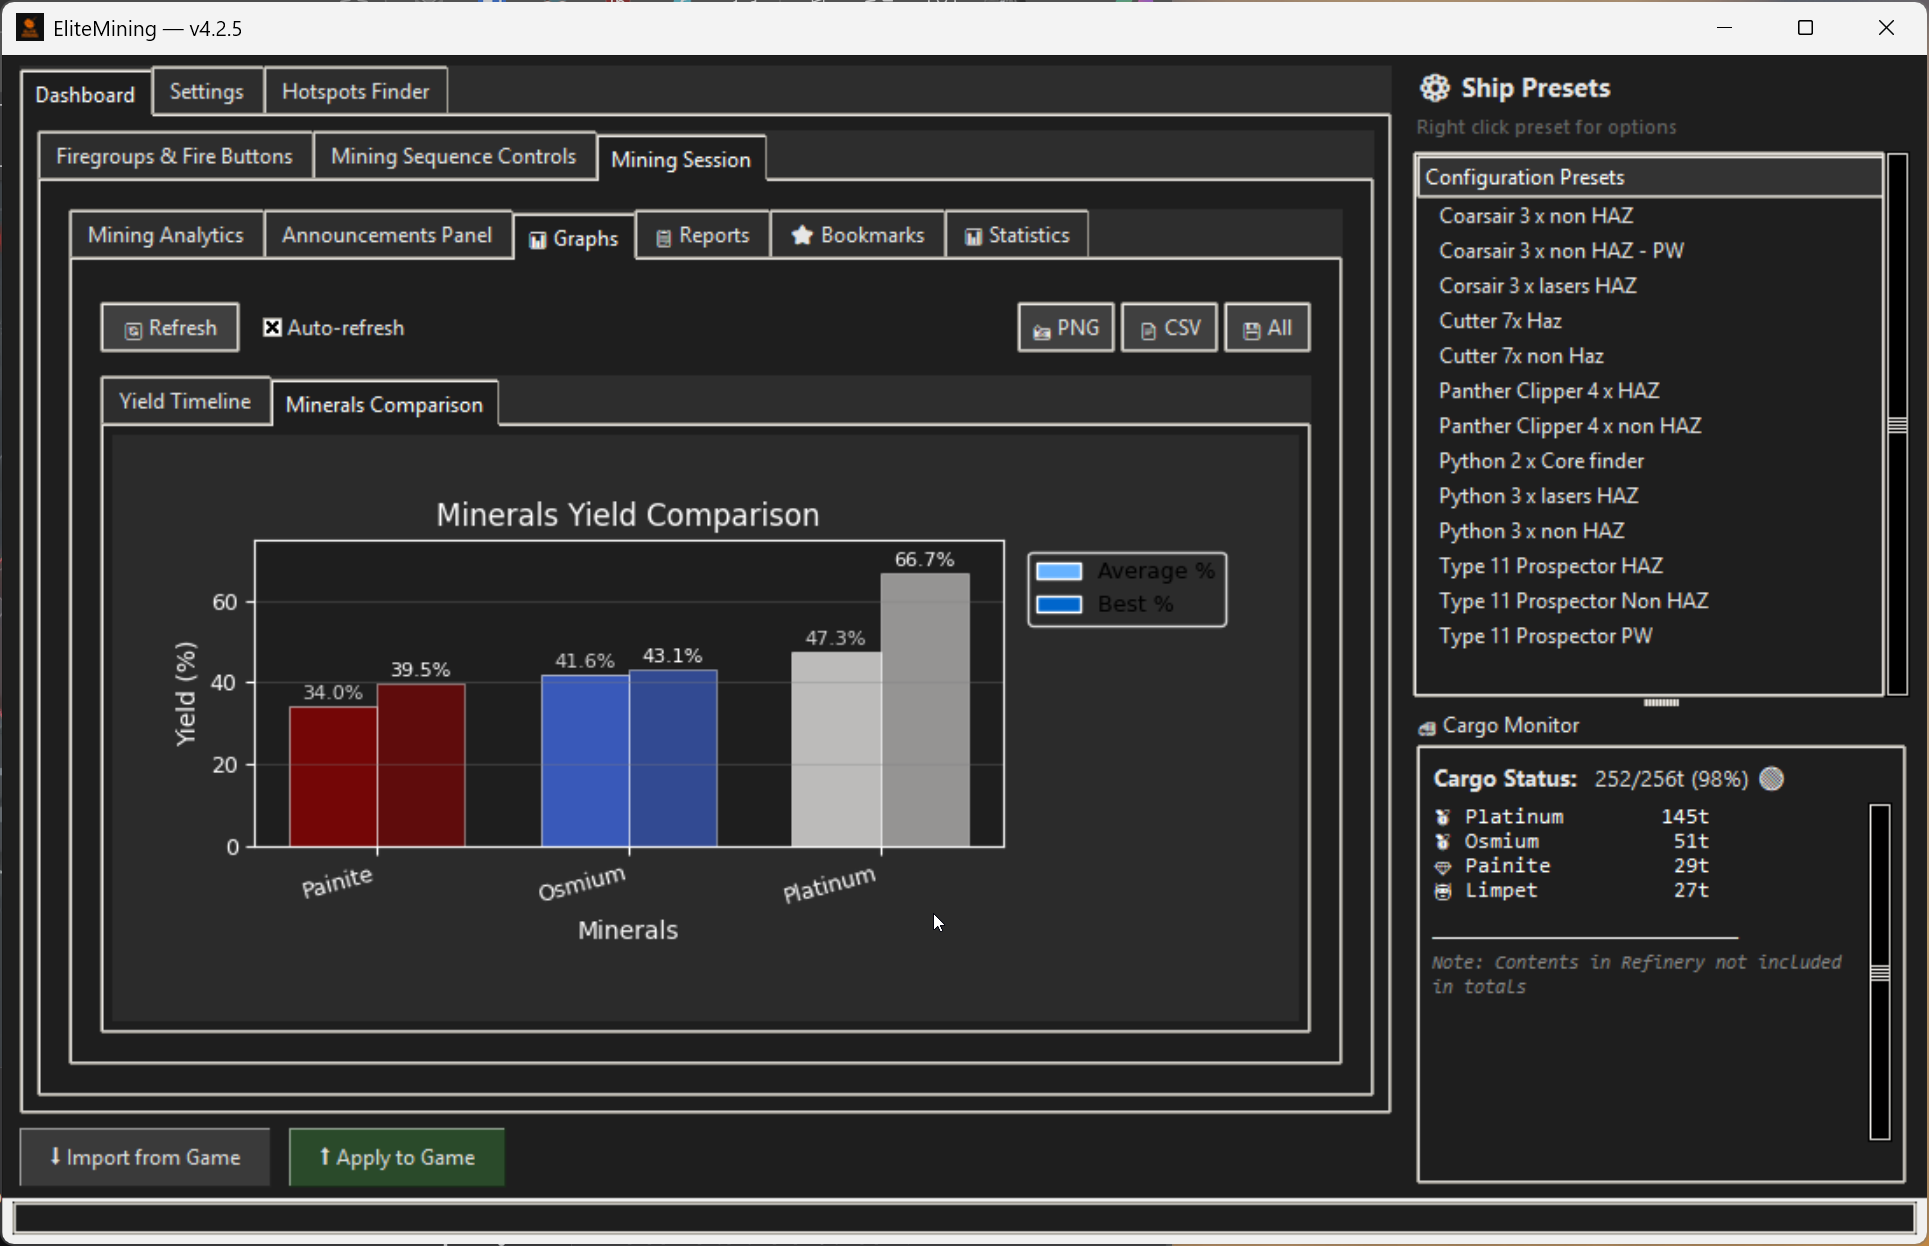 EliteMining — v4.2.5
Dashboard
Settings
Hotspots Finder
Firegroups & Fire Buttons
Mining Sequence Controls
Mining Session
Mining Analytics
Announcements Panel
Graphs
Reports
Bookmarks
Statistics
Refresh
Auto-refresh
PNG
CSV
All
Yield Timeline
Minerals Comparison
Minerals Yield Comparison
Yield (%)
60
40
20
0
34.0%
39.5%
41.6%
43.1%
47.3%
66.7%
Average %
Best %
Painite
Osmium
Platinum
Minerals
Import from Game
Apply to Game
Ship Presets
Right click preset for options
Configuration Presets
Coarsair 3 x non HAZ
Coarsair 3 x non HAZ - PW
Corsair 3 x lasers HAZ
Cutter 7x Haz
Cutter 7x non Haz
Panther Clipper 4 x HAZ
Panther Clipper 4 x non HAZ
Python 2 x Core finder
Python 3 x lasers HAZ
Python 3 x non HAZ
Type 11 Prospector HAZ
Type 11 Prospector Non HAZ
Type 11 Prospector PW
Cargo Monitor
Cargo Status: 252/256t (98%)
Platinum 145t
Osmium 51t
Painite 29t
Limpet 27t
Note: Contents in Refinery not included
in totals